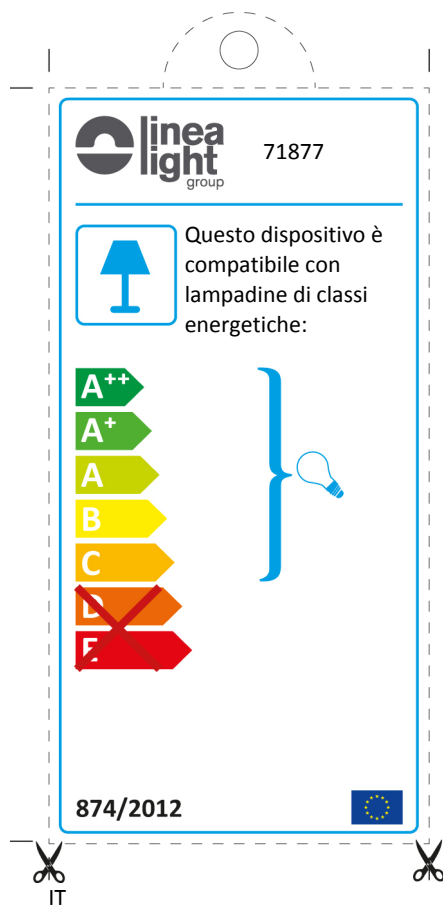 linea
light
group
71877
Questo dispositivo è
compatibile con
lampadine di classi
energetiche:
A++
A+
A
B
C
D
E
874/2012
IT